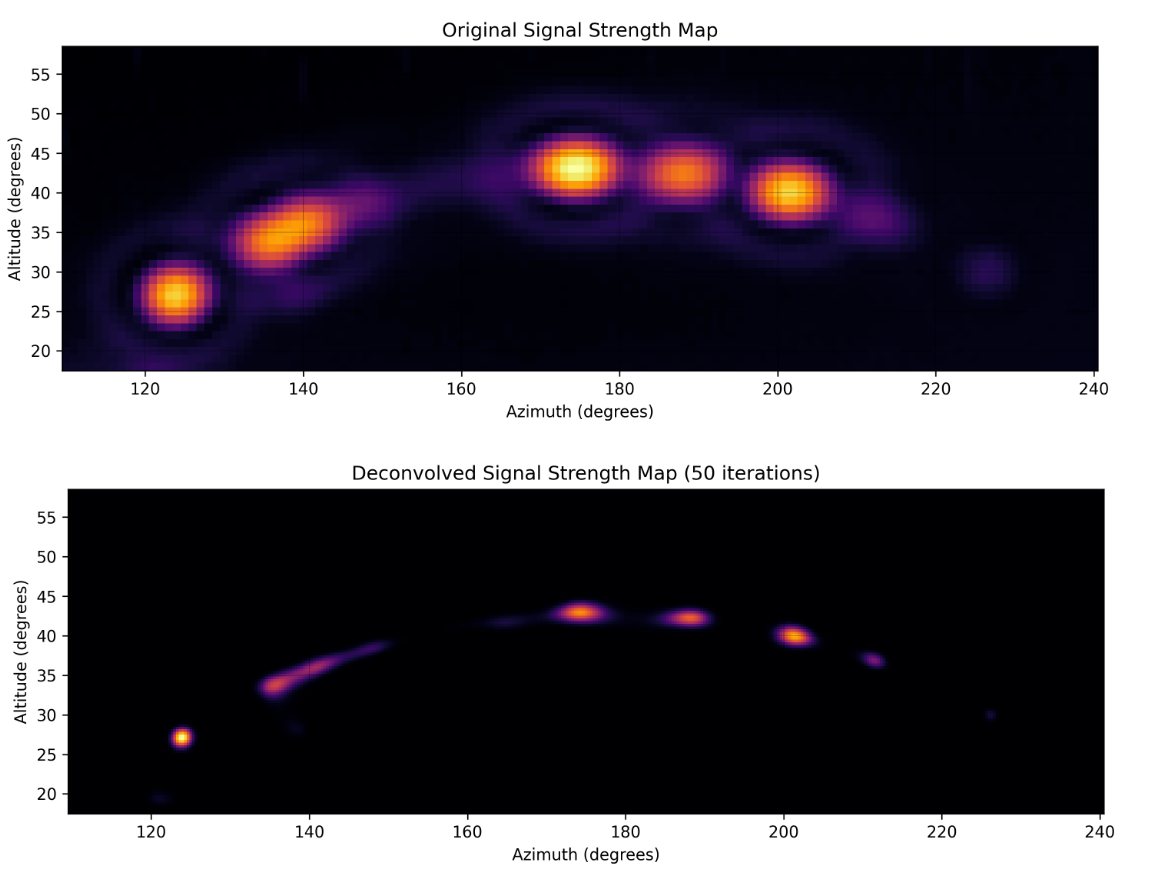 Original Signal Strength Map
55
50
45
40
35
30
25
20
Altitude (degrees)
120 140 160 180 200 220 240
Azimuth (degrees)
Deconvolved Signal Strength Map (50 iterations)
55
50
45
40
35
30
25
20
Altitude (degrees)
120 140 160 180 200 220 240
Azimuth (degrees)